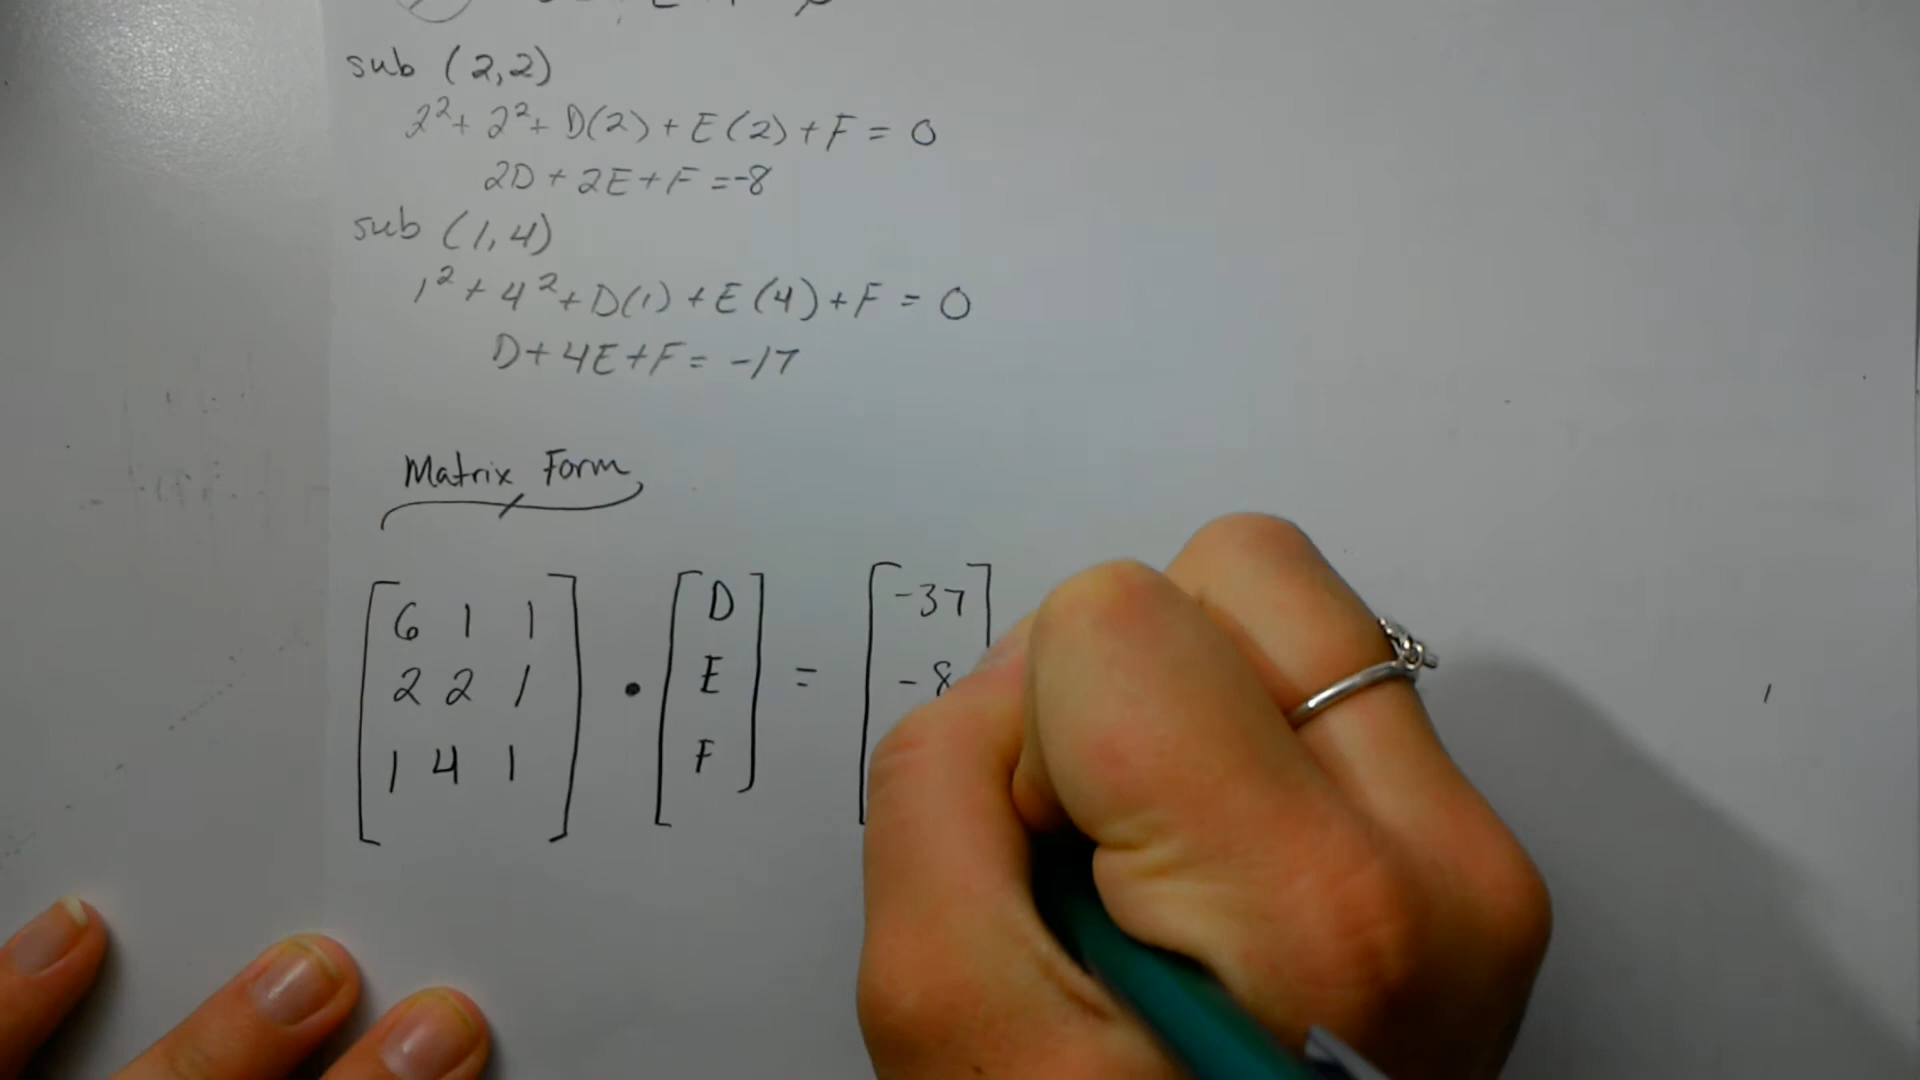 sub (2,2)
2²+ 2²+ D(2) + E(2) + F = 0
2D + 2E + F = -8
sub (1,4)
1² + 4² + D(1) + E(4) + F = 0
D + 4E + F = -17
Matrix Form
[6 1 1] [D] [-37]
[2 2 1] • [E] = [-8
[1 4 1] [F] [